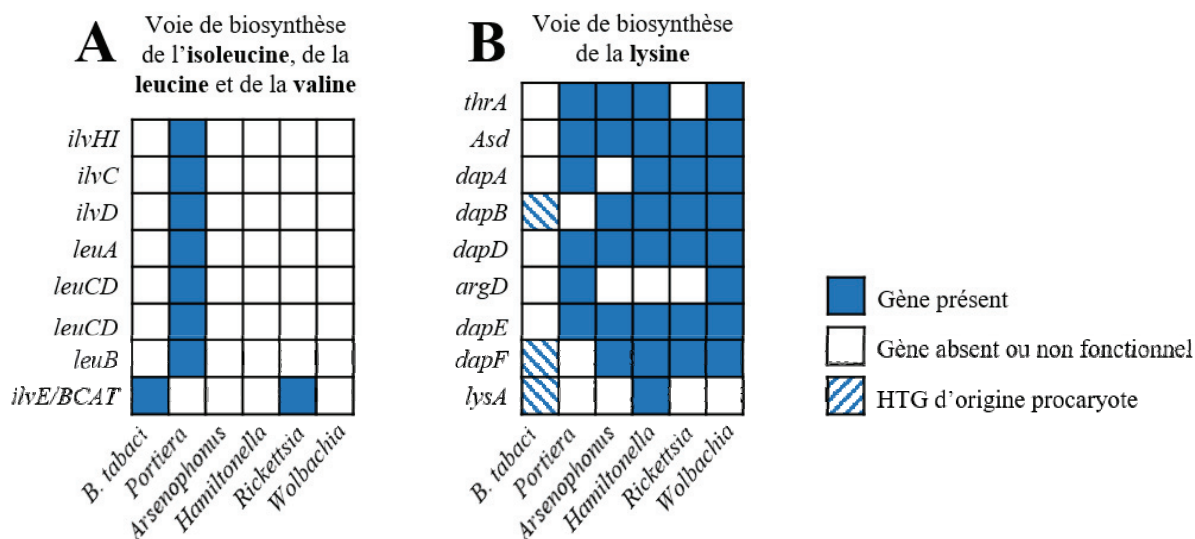 A
Voie de biosynthèse
de l'isoleucine, de la
leucine et de la valine
ilvHI
ilvC
ilvD
leuA
leuCD
leuCD
leuB
ilvE/BCAT
B. tabaci
Portiera
Arsenophonus
Hamiltonella
Rickettsia
Wolbachia
B
Voie de biosynthèse
de la lysine
thrA
Asd
dapA
dapB
dapD
argD
dapE
dapF
lysA
B. tabaci
Portiera
Arsenophomus
Hamiltonella
Rickettsia
Wolbachia
Gène présent
Gène absent ou non fonctionnel
HTG d'origine procaryote